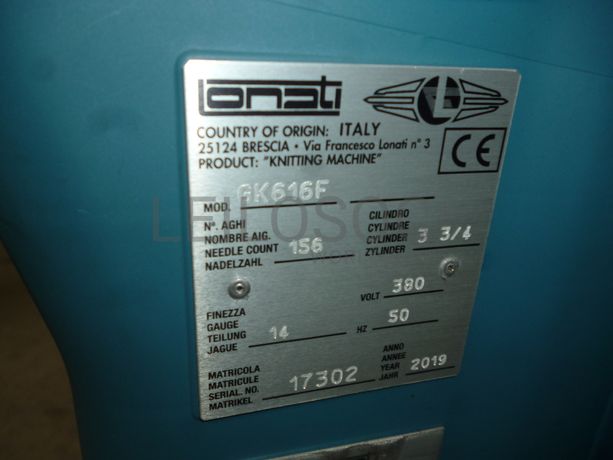 Lonati
COUNTRY OF ORIGIN: ITALY
25124 BRESCIA • Via Francesco Lonati n° 3
PRODUCT: "KNITTING MACHINE"
CE
MOD. GK616F
N°. AGHI
NOMBRE AIG.
NEEDLE COUNT 156
NADELZAHL
CILINDRO
CYLINDRE
CYLINDER 3 3/4
ZYLINDER
VOLT 380
FINEZZA
GAUGE
TEILUNG 14
JAUGE
HZ 50
MATRICOLA
MATRICULE
SERIAL. NO. 17302
MATRIKEL
ANNO
ANNÉE
YEAR 2019
JAHR